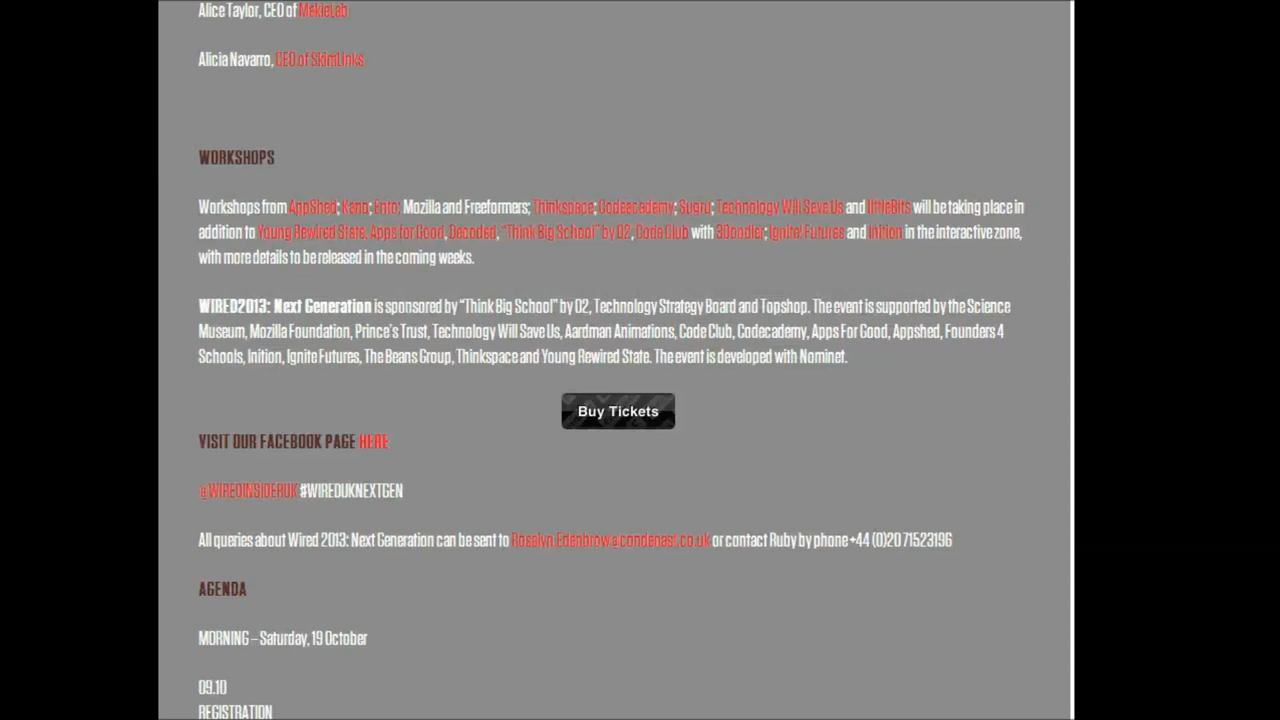 Alice Taylor, CEO of MakieLab
Alicia Navarro, CEO of SkimLinks
WORKSHOPS
Workshops from AppShed; Kano; Erito; Mozilla and Freeformers; Thinkspace; Codeacademy; Sugru; Technology Will Save Us and littleBits will be taking place in
addition to Young Rewired State, Apps for Good, Decoded, “Think Big School” by O2, Code Club with 3Doodler; Ignite! Futures and Inition in the interactive zone,
with more details to be released in the coming weeks.
WIRED2013: Next Generation is sponsored by “Think Big School” by O2, Technology Strategy Board and Topshop. The event is supported by the Science
Museum, Mozilla Foundation, Prince’s Trust, Technology Will Save Us, Aardman Animations, Code Club, Codecademy, Apps For Good, Appshed, Founders 4
Schools, Inition, Ignite Futures, The Beans Group, Thinkspace and Young Rewired State. The event is developed with Nominet.
Buy Tickets
VISIT OUR FACEBOOK PAGE HERE
@WIREDINSIDERUK #WIREDUKNEXTGEN
All queries about Wired 2013: Next Generation can be sent to Rosalyn.Edenbrow@condenast.co.uk or contact Ruby by phone +44 (0)20 71523196
AGENDA
MORNING – Saturday, 19 October
09.10
REGISTRATION